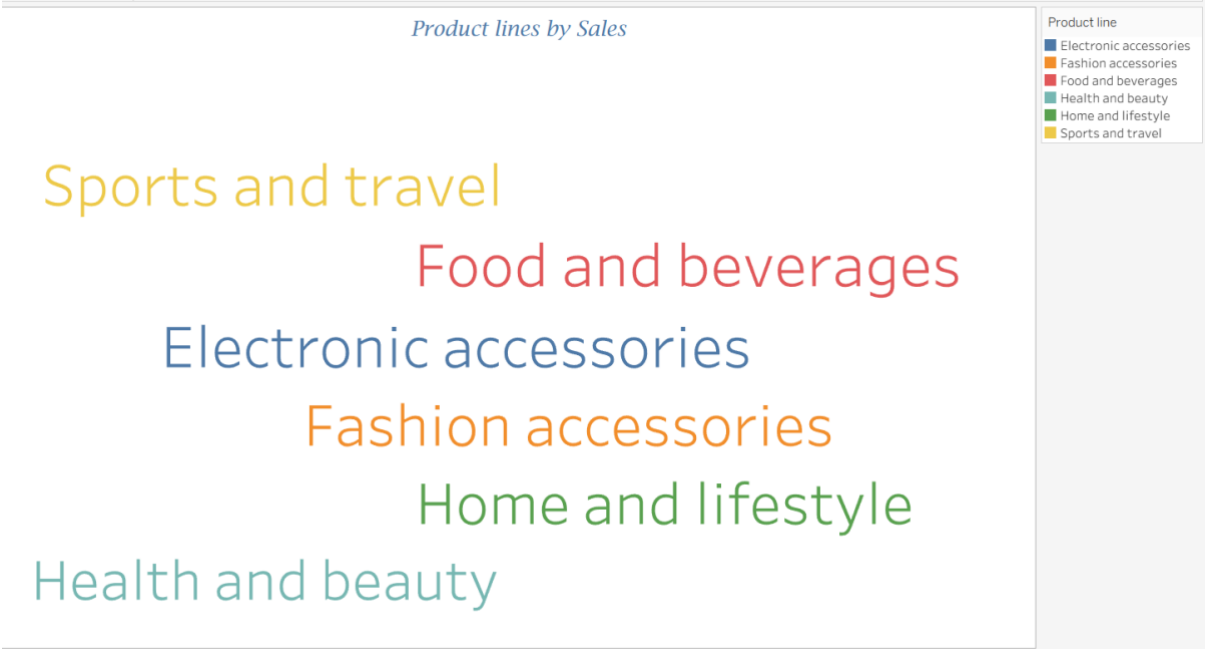 Product lines by Sales
Sports and travel
Food and beverages
Electronic accessories
Fashion accessories
Home and lifestyle
Health and beauty
Product line
Electronic accessories
Fashion accessories
Food and beverages
Health and beauty
Home and lifestyle
Sports and travel